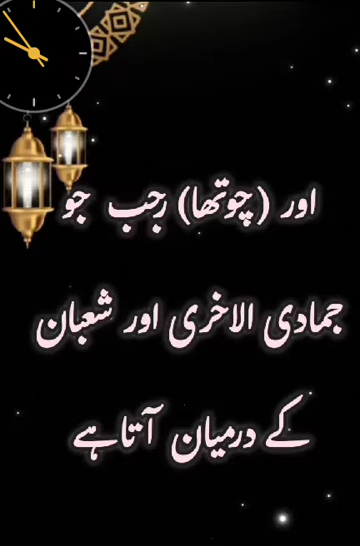 اور (چوتھا) رجب جو
جمادی الاخری اور شعبان
کے درمیان آتا ہے